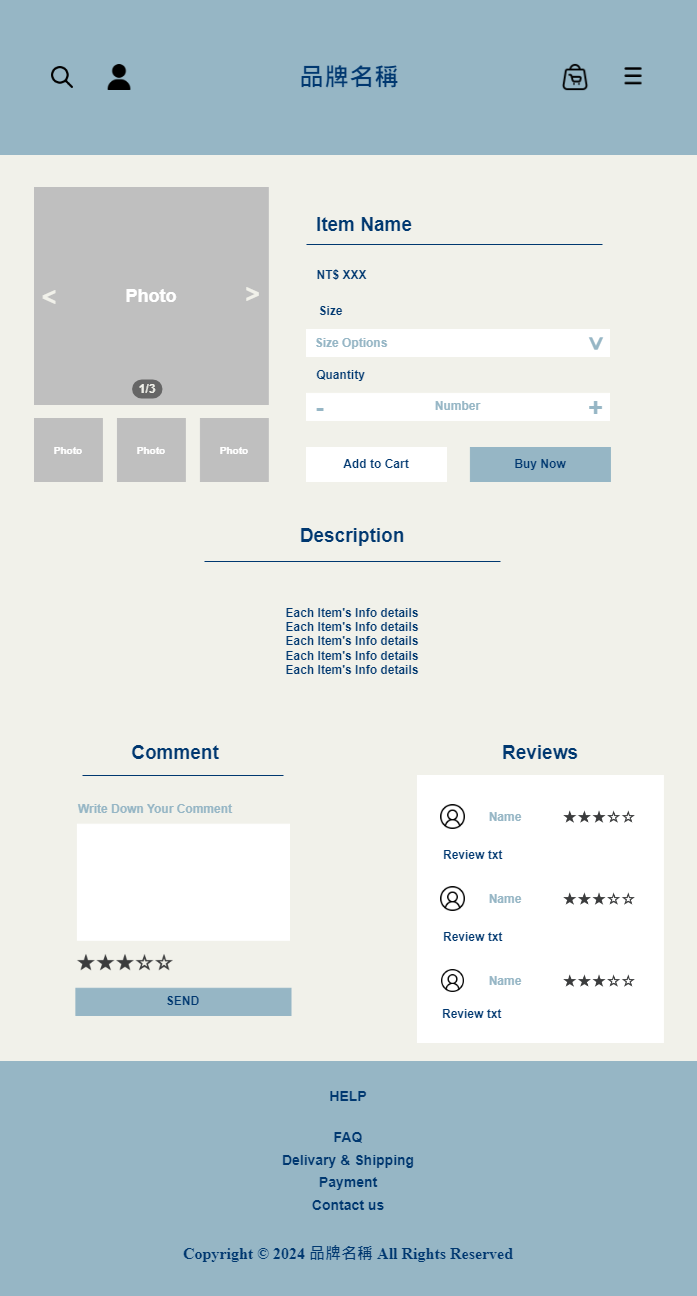 品牌名稱
Photo
< >
1/3
Photo Photo Photo
Item Name
NT$ XXX
Size
Size Options
Quantity
- Number +
Add to Cart Buy Now
Description
Each Item's Info details
Each Item's Info details
Each Item's Info details
Each Item's Info details
Each Item's Info details
Comment
Write Down Your Comment
★★★☆☆
SEND
Reviews
Name ★★★☆☆
Review txt
Name ★★★☆☆
Review txt
Name ★★★☆☆
Review txt
HELP
FAQ
Delivary & Shipping
Payment
Contact us
Copyright © 2024 品牌名稱 All Rights Reserved